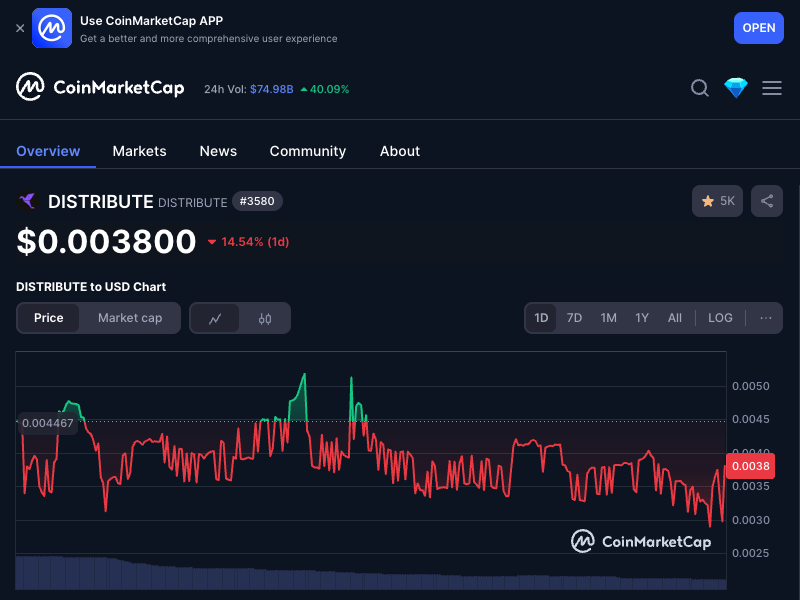 Use CoinMarketCap APP
Get a better and more comprehensive user experience
OPEN
CoinMarketCap
24h Vol: $74.98B 40.09%
Overview Markets News Community About
DISTRIBUTE DISTRIBUTE #3580
5K
$0.003800 14.54% (1d)
DISTRIBUTE to USD Chart
Price Market cap
1D 7D 1M 1Y All LOG ...
0.0050
0.004467
0.0045
0.0040
0.0038
0.0035
0.0030
CoinMarketCap
0.0025